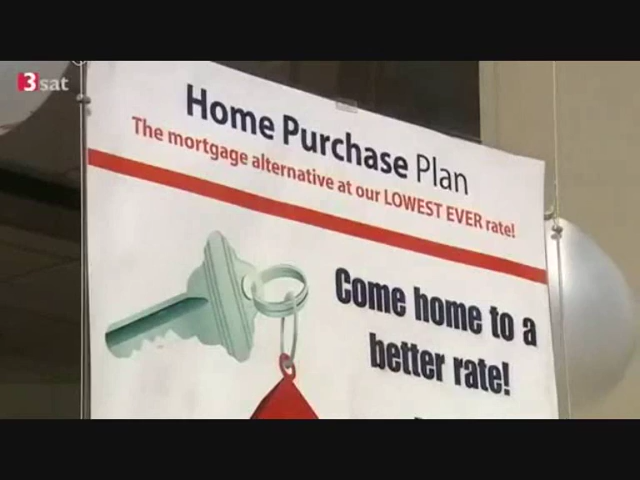 3sat
Home Purchase Plan
The mortgage alternative at our LOWEST EVER rate!
Come home to a
better rate!